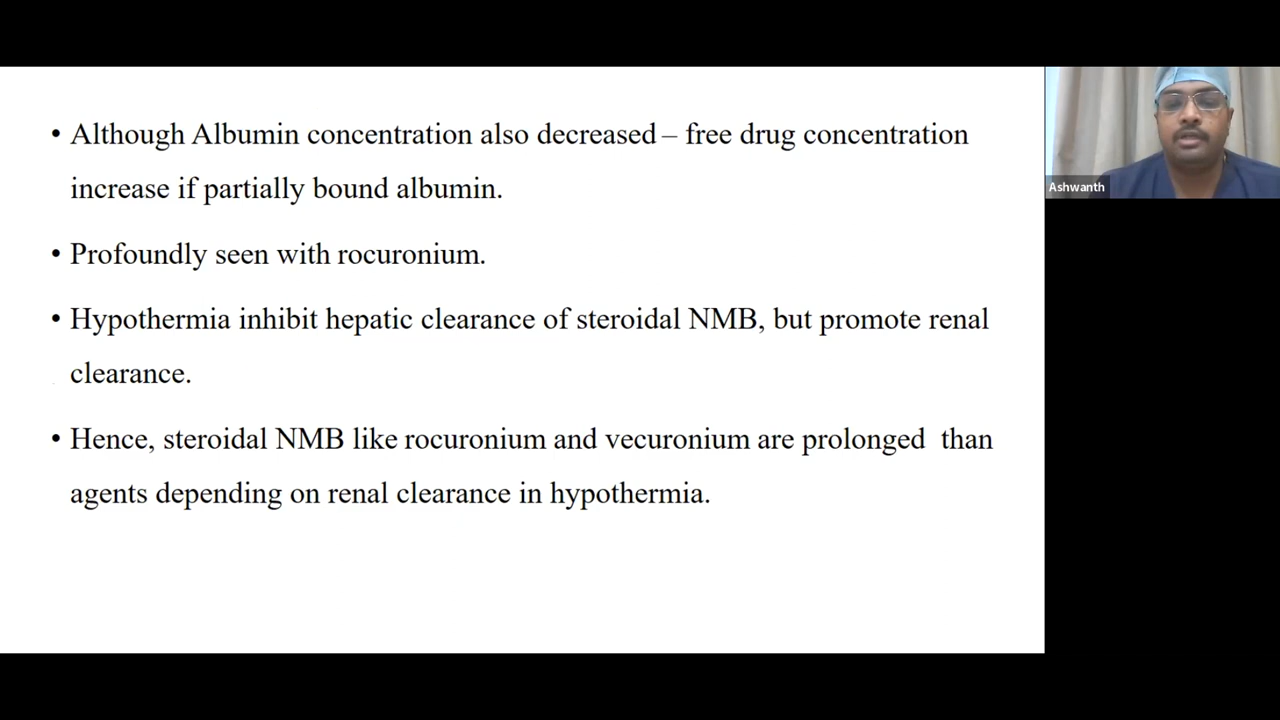 • Although Albumin concentration also decreased – free drug concentration
increase if partially bound albumin.
• Profoundly seen with rocuronium.
• Hypothermia inhibit hepatic clearance of steroidal NMB, but promote renal
clearance.
• Hence, steroidal NMB like rocuronium and vecuronium are prolonged  than
agents depending on renal clearance in hypothermia.
Ashwanth